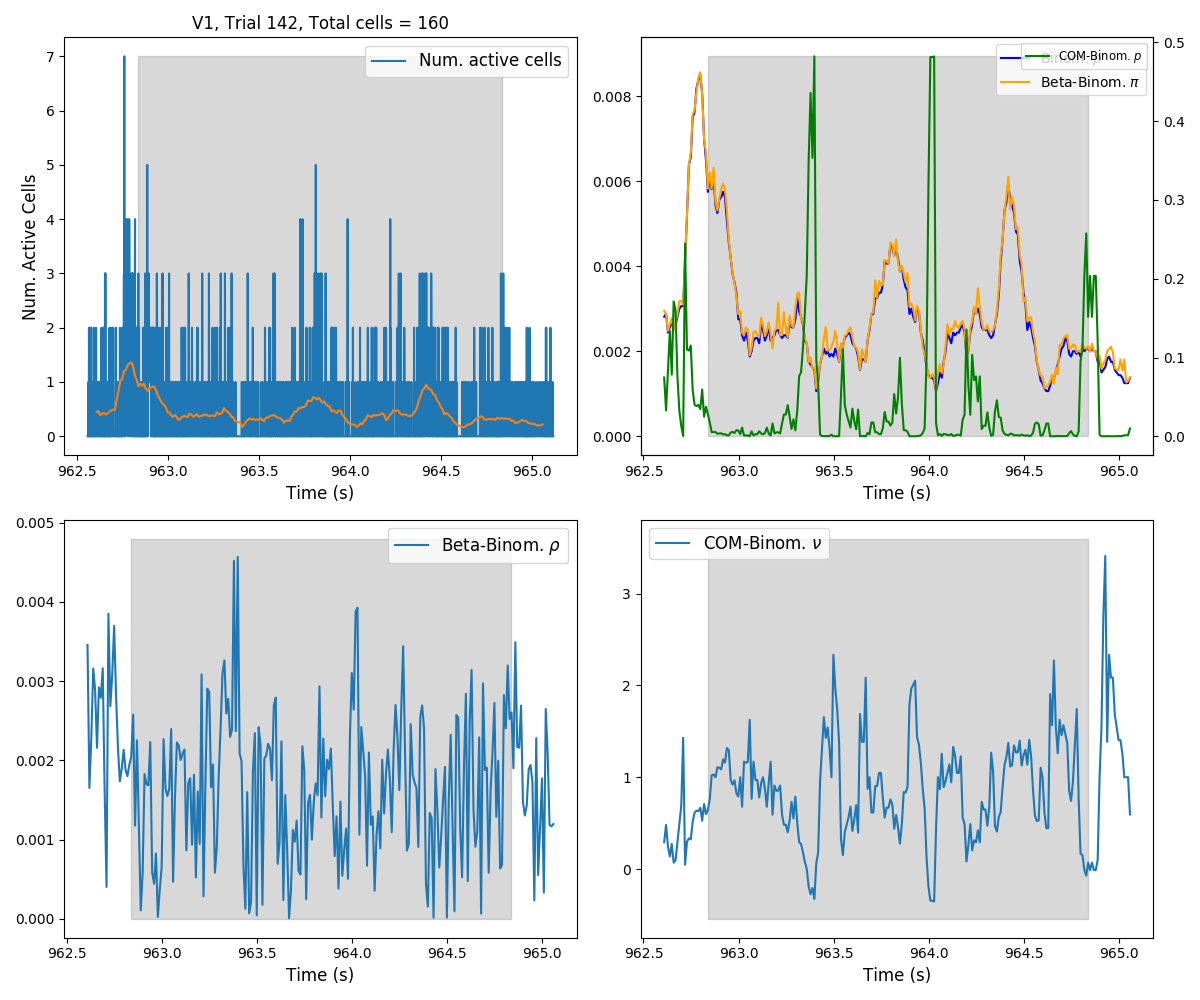 V1, Trial 142, Total cells = 160
Num. active cells
Num. Active Cells
7
6
5
4
3
2
1
0
962.5 963.0 963.5 964.0 964.5 965.0
Time (s)
COM-Binom. p
Beta-Binom. π
0.008
0.006
0.004
0.002
0.000
0.5
0.4
0.3
0.2
0.1
0.0
962.5 963.0 963.5 964.0 964.5 965.0
Time (s)
Beta-Binom. ρ
0.005
0.004
0.003
0.002
0.001
0.000
962.5 963.0 963.5 964.0 964.5 965.0
Time (s)
COM-Binom. ν
3
2
1
0
962.5 963.0 963.5 964.0 964.5 965.0
Time (s)